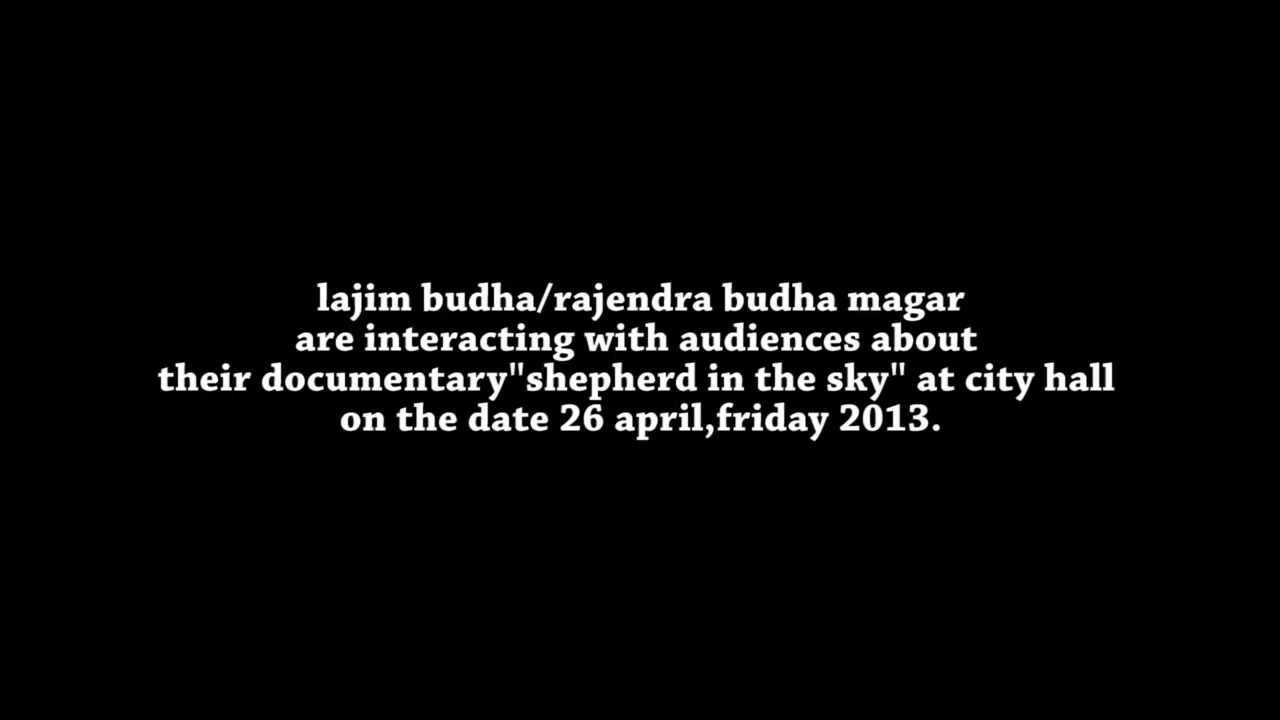 lajim budha/rajendra budha magar
are interacting with audiences about
their documentary"shepherd in the sky" at city hall
on the date 26 april,friday 2013.